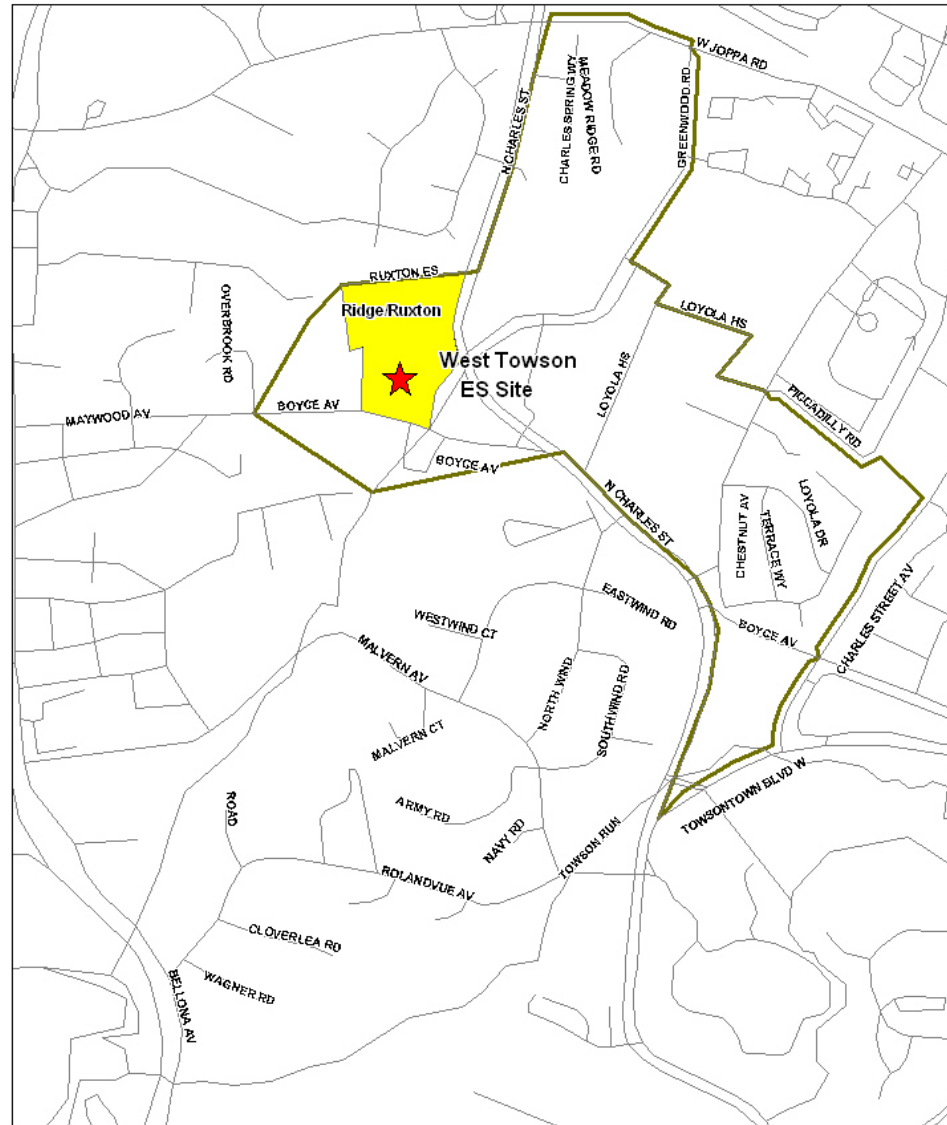 W JOPPA RD
MEADOW RIDGE RD
CHARLES SPRING WY
GREENWOOD RD
N CHARLES ST
RUXTON ES
OVERBROOK RD
Ridge/Ruxton
LOYOLA HS
West Towson
ES Site
LOYOLA HS
PICCADILLY RD
MAYWOOD AV
BOYCE AV
BOYCE AV
N CHARLES ST
LOYOLA DR
CHESTNUT AV
TERRACE WY
EASTWIND RD
WESTWIND CT
BOYCE AV
CHARLES STREET AV
MALVERN AV
NORTH WIND
SOUTHWIND RD
MALVERN CT
ROAD
ARMY RD
NAVY RD
TOWSONTOWN BLVD W
TOWSON RUN
ROLANDVUE AV
CLOVERLEA RD
WAGNER RD
BELLONA AV